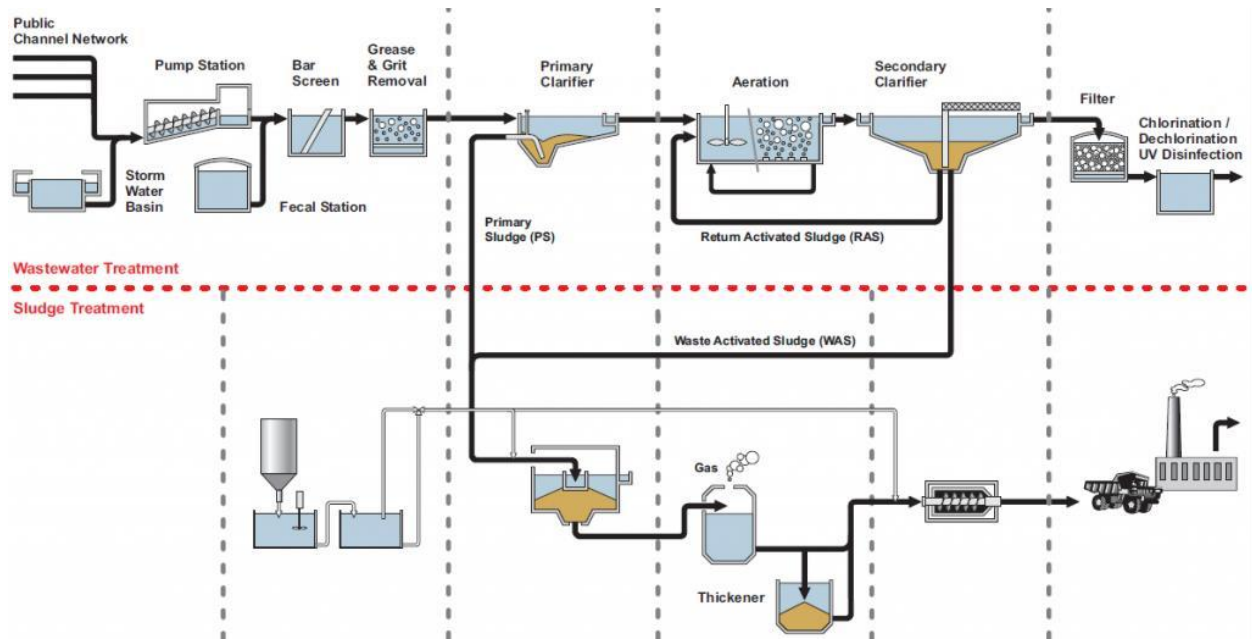 Public
Channel Network
Pump Station
Bar
Screen
Grease
& Grit
Removal
Primary
Clarifier
Aeration
Secondary
Clarifier
Filter
Chlorination /
Dechlorination
UV Disinfection
Storm
Water
Basin
Fecal Station
Primary
Sludge (PS)
Return Activated Sludge (RAS)
Wastewater Treatment
Sludge Treatment
Waste Activated Sludge (WAS)
Gas
Thickener